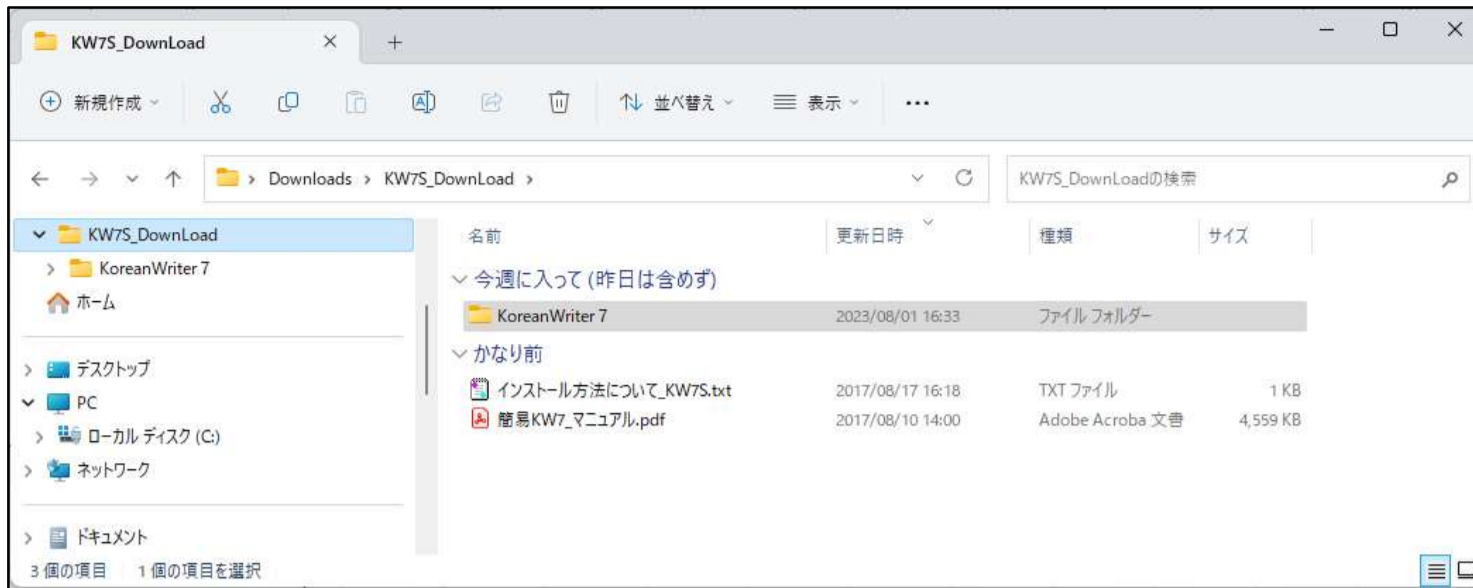 KW7S_DownLoad
新規作成 並べ替え 表示
Downloads KW7S_DownLoad KW7S_DownLoadの検索
KW7S_DownLoad
KoreanWriter 7
ホーム
デスクトップ
PC
ローカル ディスク (C:)
ネットワーク
ドキュメント
名前 更新日時 種類 サイズ
今週に入って (昨日は含めず)
KoreanWriter 7 2023/08/01 16:33 ファイル フォルダー
かなり前
インストール方法について_KW7S.txt 2017/08/17 16:18 TXT ファイル 1 KB
簡易KW7_マニュアル.pdf 2017/08/10 14:00 Adobe Acroba 文書 4,559 KB
3 個の項目 1 個の項目を選択